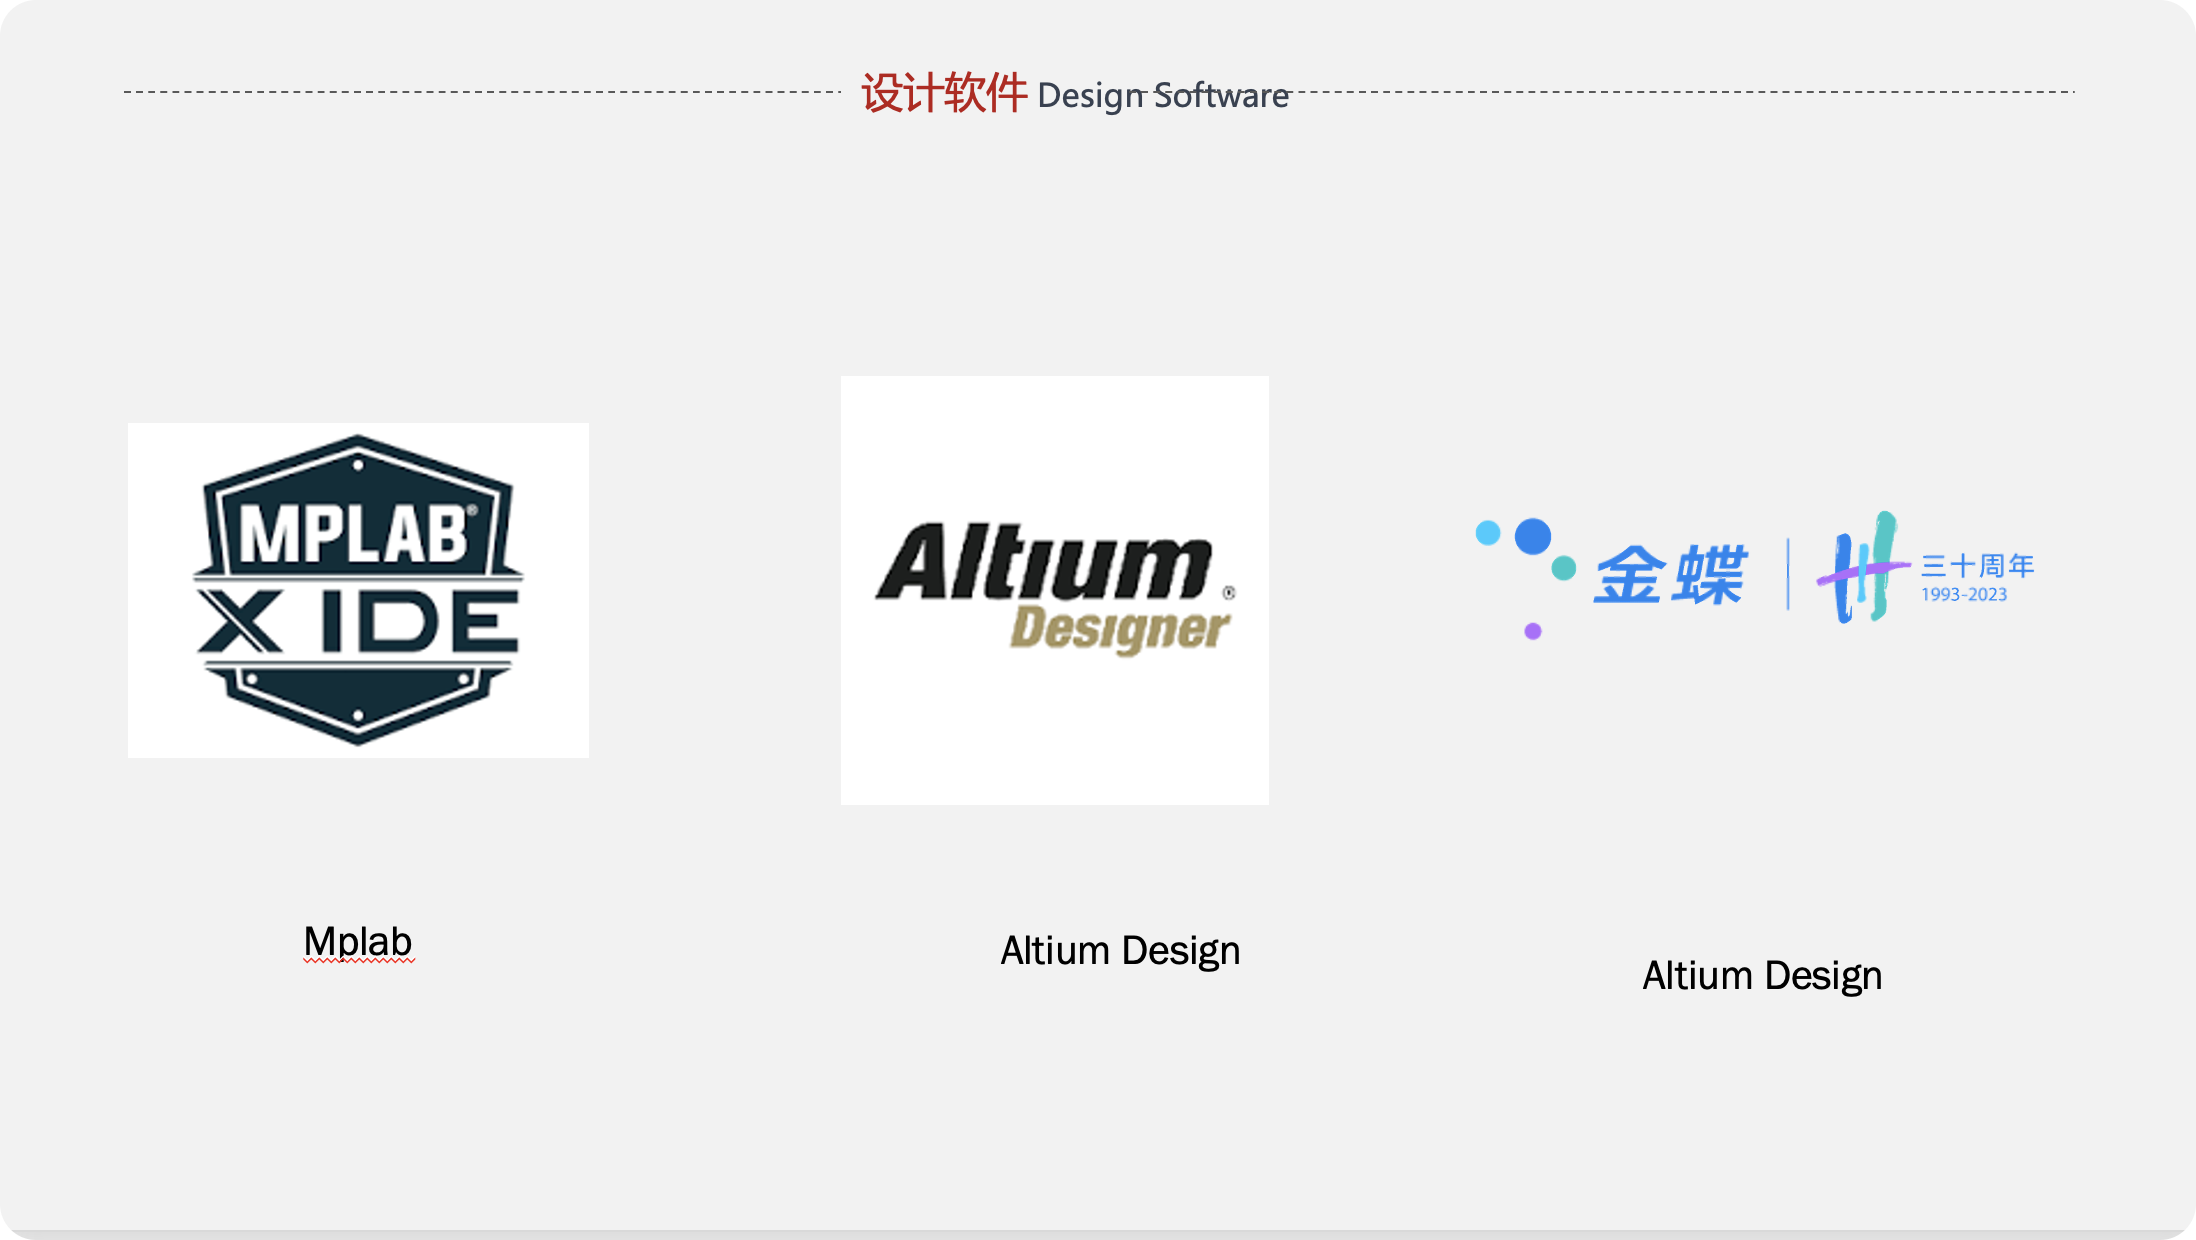 设计软件 Design Software
MPLAB®
X IDE
Altium®
Designer
金蝶
三十周年
1993-2023
Mplab
Altium Design
Altium Design